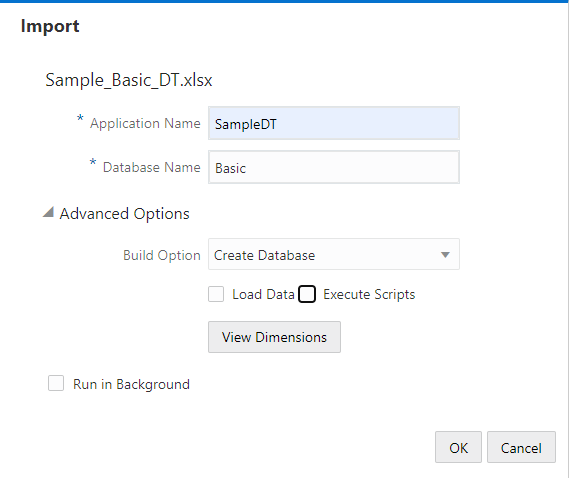 Import
Sample_Basic_DT.xlsx
* Application Name SampleDT
* Database Name Basic
Advanced Options
Build Option Create Database
Load Data Execute Scripts
View Dimensions
Run in Background
OK Cancel